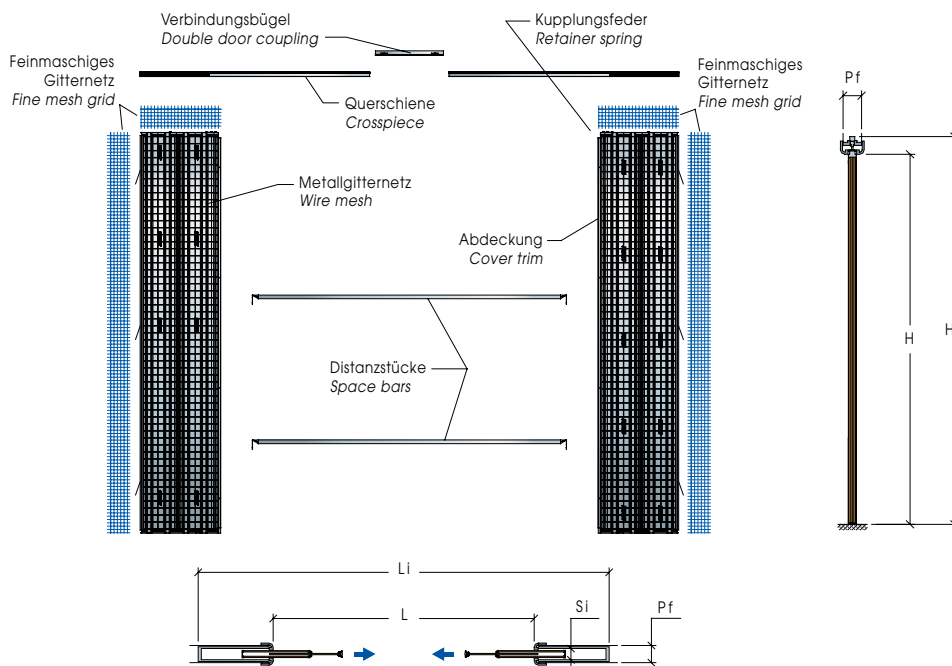 Verbindungsbügel
Double door coupling
Kupplungsfeder
Retainer spring
Feinmaschiges
Gitternetz
Fine mesh grid
Feinmaschiges
Gitternetz
Fine mesh grid
Pf
Querschiene
Crosspiece
Metallgitternetz
Wire mesh
Abdeckung
Cover trim
H
Distanzstücke
Space bars
Li
L
Si
Pf